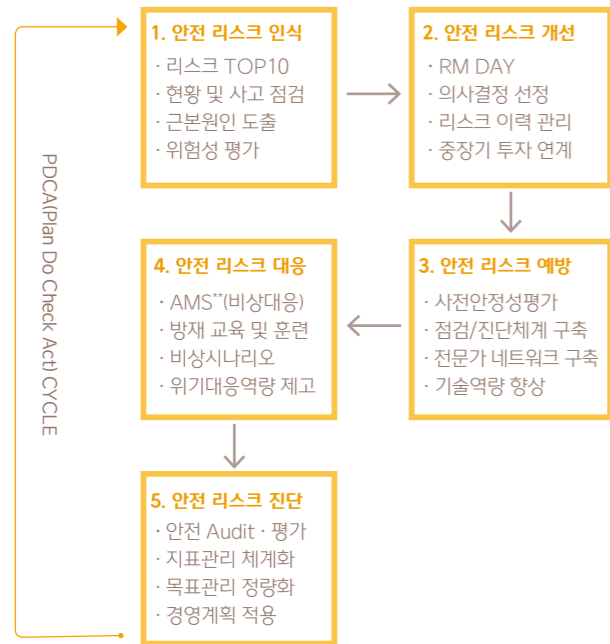 1. 안전 리스크 인식
· 리스크 TOP10
· 현황 및 사고 점검
· 근본원인 도출
· 위험성 평가
2. 안전 리스크 개선
· RM DAY
· 의사결정 선정
· 리스크 이력 관리
· 중장기 투자 연계
3. 안전 리스크 예방
· 사전안정성평가
· 점검/진단체계 구축
· 전문가 네트워크 구축
· 기술역량 향상
4. 안전 리스크 대응
· AMS**(비상대응)
· 방재 교육 및 훈련
· 비상시나리오
· 위기대응역량 제고
5. 안전 리스크 진단
· 안전 Audit · 평가
· 지표관리 체계화
· 목표관리 정량화
· 경영계획 적용
PDCA(Plan Do Check Act) CYCLE